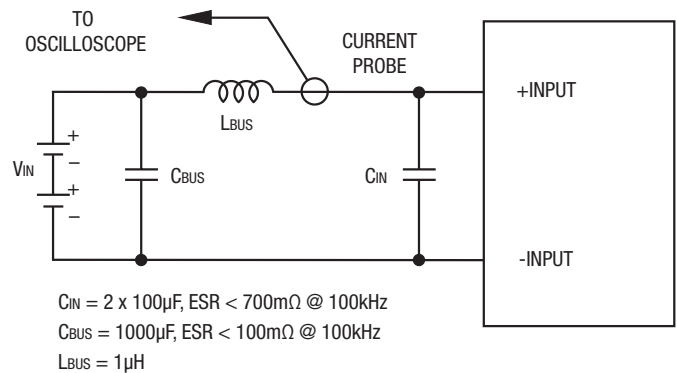 TO
OSCILLOSCOPE
CURRENT
PROBE
+INPUT
LBUS
+
VIN
−
+
−
CBUS
CIN
-INPUT
CIN = 2 x 100µF, ESR < 700mΩ @ 100kHz
CBUS = 1000µF, ESR < 100mΩ @ 100kHz
LBUS = 1µH